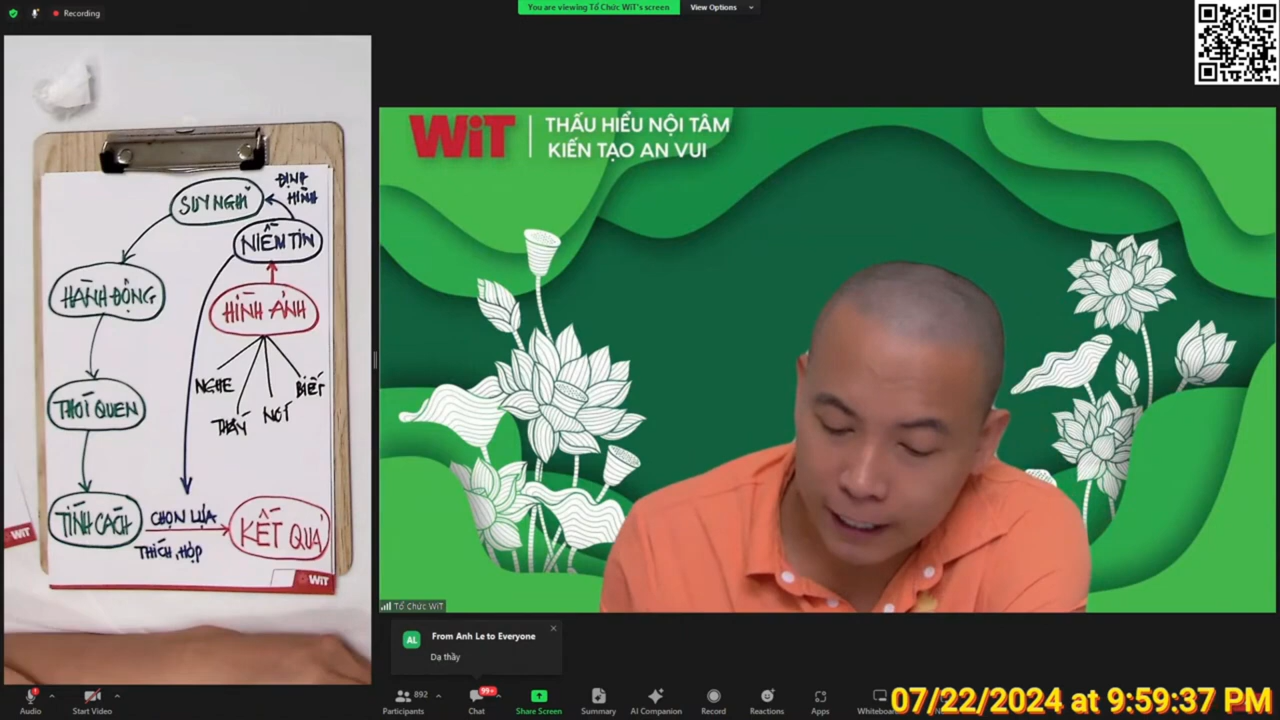 Recording
You are viewing Tổ Chức WiT's screen
View Options
WiT
THẤU HIỂU NỘI TÂM
KIẾN TẠO AN VUI
ĐỊNH
HÌNH
SUY NGHĨ
NIỀM TIN
HÀNH ĐỘNG
HÌNH ẢNH
NGHE
THẤY
NÓI
BIẾT
THÓI QUEN
TÍNH CÁCH
CHỌN LỰA
THÍCH, HỢP
KẾT QUẢ
WiT
WiT
Tổ Chức WiT
AL
From Anh Le to Everyone
Dạ thầy
Audio
Start Video
Participants
892
Chat
99+
Share Screen
Summary
AI Companion
Record
Reactions
Apps
07/22/2024 at 9:59:37 PM